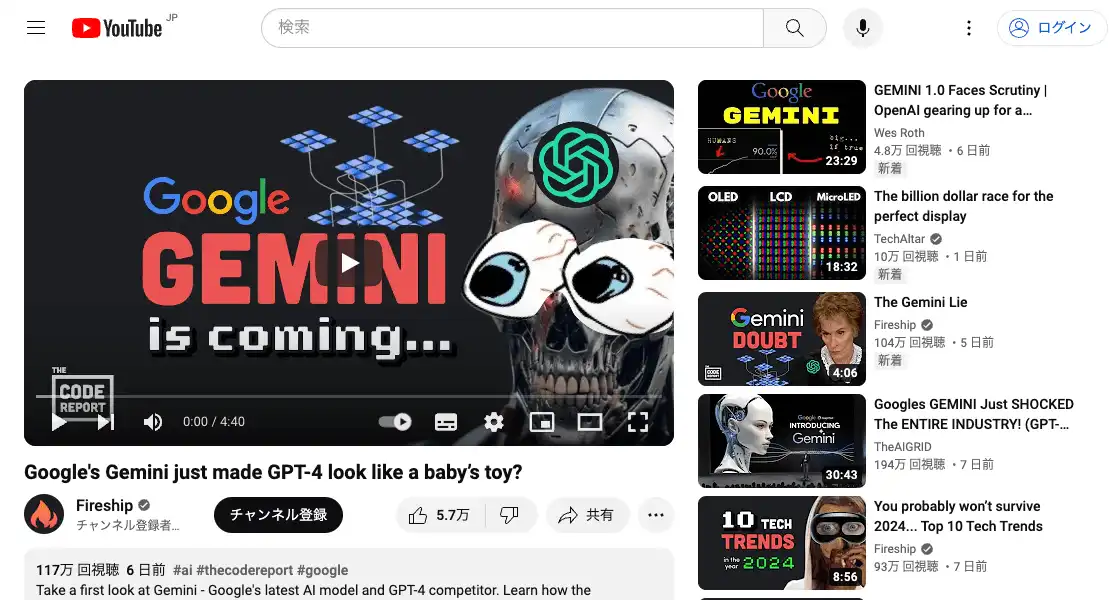 YouTube JP
検索
ログイン
Google
GEMINI
is coming...
THE
CODE
REPORT
0:00 / 4:40
Google's Gemini just made GPT-4 look like a baby’s toy?
Fireship
チャンネル登録者...
チャンネル登録
5.7万
共有
117万 回視聴 6 日前 #ai #thecodereport #google
Take a first look at Gemini - Google's latest AI model and GPT-4 competitor. Learn how the
Google
GEMINI
HUMANS
90.0%
big...
if true
23:29
GEMINI 1.0 Faces Scrutiny |
OpenAI gearing up for a...
Wes Roth
4.8万 回視聴 ・6 日前
新着
OLED LCD MicroLED
18:32
The billion dollar race for the
perfect display
TechAltar
10万 回視聴 ・1 日前
新着
Gemini
DOUBT
CODE
4:06
The Gemini Lie
Fireship
104万 回視聴 ・5 日前
新着
Google
INTRODUCING
Gemini
30:43
Googles GEMINI Just SHOCKED
The ENTIRE INDUSTRY! (GPT-...
TheAIGRID
194万 回視聴 ・7 日前
10 TECH
TRENDS
in the year 2024
8:56
You probably won’t survive
2024... Top 10 Tech Trends
Fireship
93万 回視聴 ・7 日前